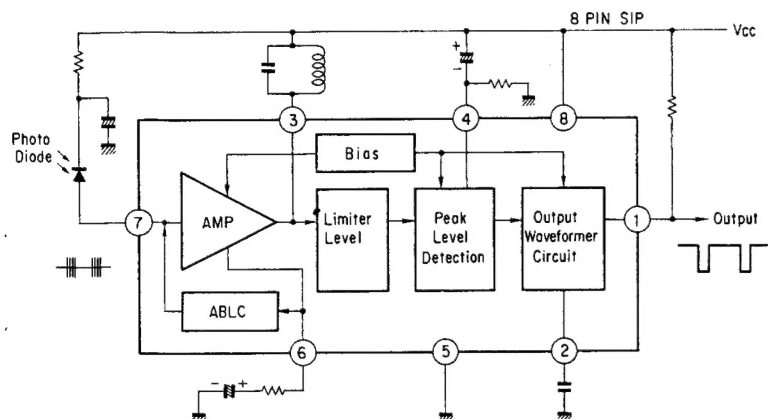 8 PIN SIP
Vcc
+
-
3
4
8
Photo
Diode
Bias
7
AMP
Limiter
Level
Peak
Level
Detection
Output
Waveformer
Circuit
1
Output
ABLC
6
5
2
- +